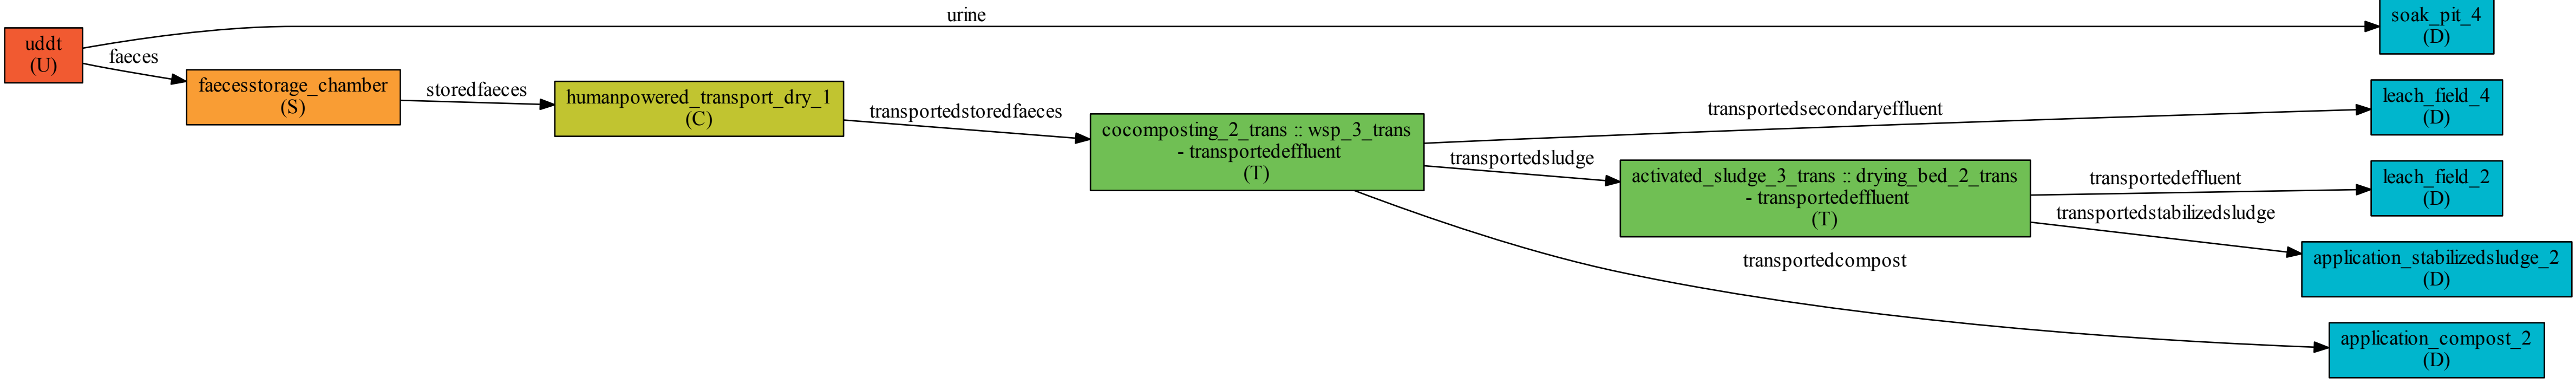 urine
soak_pit_4
(D)
uddt
(U)
faeces
faecesstorage_chamber
(S)
storedfaeces
humanpowered_transport_dry_1
(C)
transportedstoredfaeces
cocomposting_2_trans :: wsp_3_trans
- transportedeffluent
(T)
transportedsecondaryeffluent
leach_field_4
(D)
transportedsludge
activated_sludge_3_trans :: drying_bed_2_trans
- transportedeffluent
(T)
transportedeffluent
leach_field_2
(D)
transportedstabilizedsludge
application_stabilizedsludge_2
(D)
transportedcompost
application_compost_2
(D)